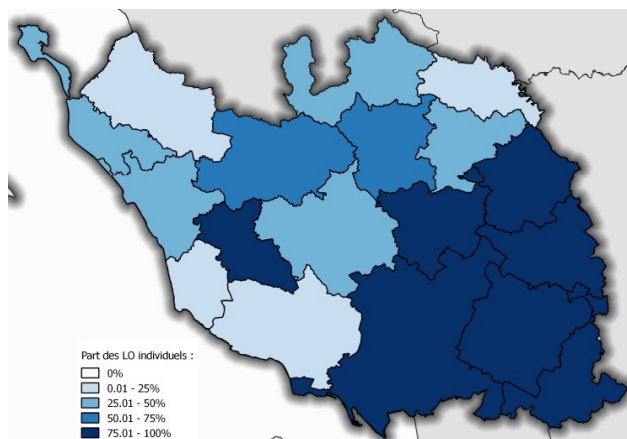 Part des LO individuels :
0%
0.01 - 25%
25.01 - 50%
50.01 - 75%
75.01 - 100%